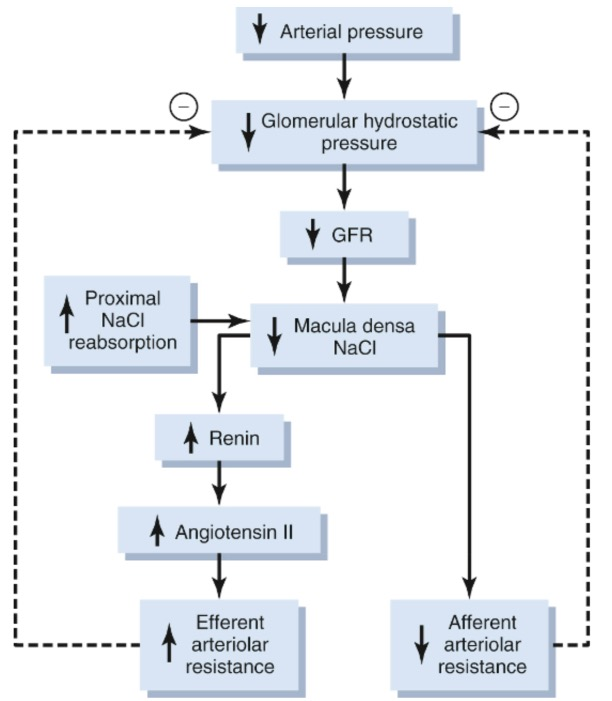 ↓ Arterial pressure
− −
↓ Glomerular hydrostatic
pressure
↓ GFR
↑ Proximal
NaCl
reabsorption
↓ Macula densa
NaCl
↑ Renin
↑ Angiotensin II
↑ Efferent
arteriolar
resistance
↓ Afferent
arteriolar
resistance